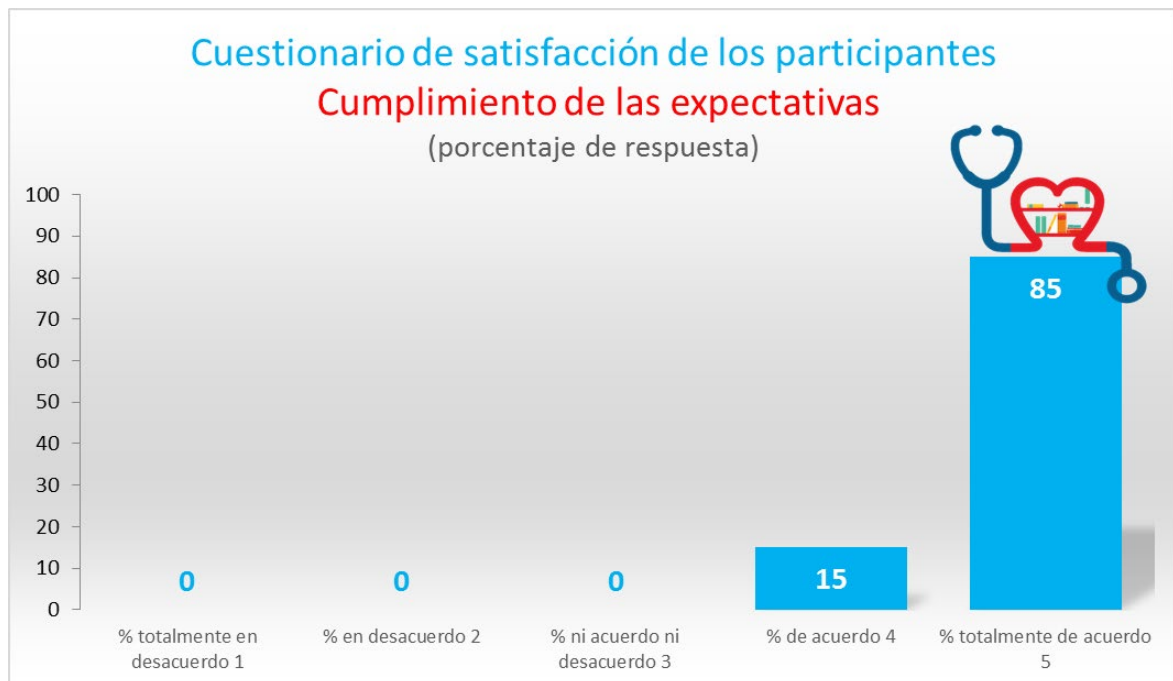 Cuestionario de satisfacción de los participantes
Cumplimiento de las expectativas
(porcentaje de respuesta)
100
90
80
70
60
50
40
30
20
10
0
0
0
0
15
85
% totalmente en
desacuerdo 1
% en desacuerdo 2
% ni acuerdo ni
desacuerdo 3
% de acuerdo 4
% totalmente de acuerdo
5